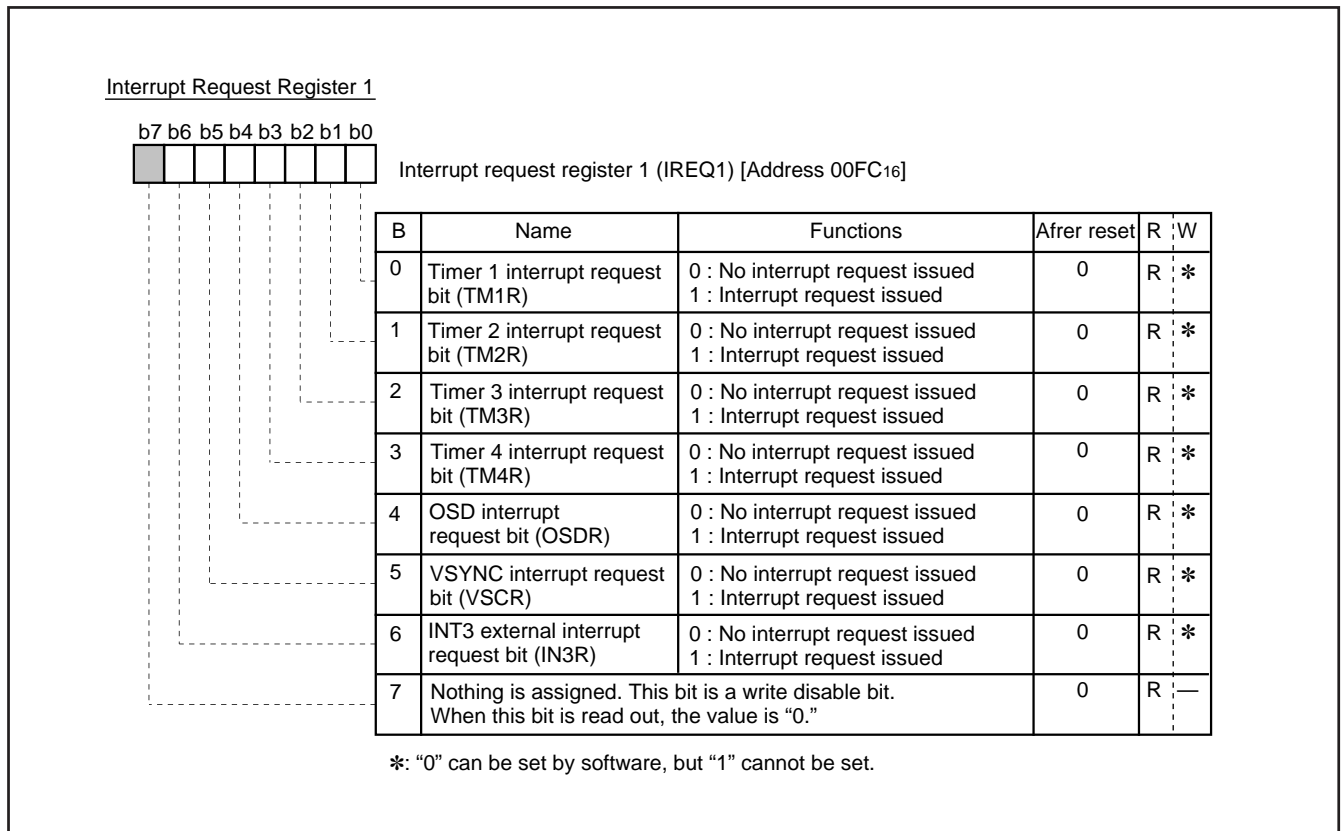 Interrupt Request Register 1
b7 b6 b5 b4 b3 b2 b1 b0
Interrupt request register 1 (IREQ1) [Address 00FC16]
B Name Functions Afrer reset R W
0 Timer 1 interrupt request bit (TM1R) 0 : No interrupt request issued 1 : Interrupt request issued 0 R ✻
1 Timer 2 interrupt request bit (TM2R) 0 : No interrupt request issued 1 : Interrupt request issued 0 R ✻
2 Timer 3 interrupt request bit (TM3R) 0 : No interrupt request issued 1 : Interrupt request issued 0 R ✻
3 Timer 4 interrupt request bit (TM4R) 0 : No interrupt request issued 1 : Interrupt request issued 0 R ✻
4 OSD interrupt request bit (OSDR) 0 : No interrupt request issued 1 : Interrupt request issued 0 R ✻
5 VSYNC interrupt request bit (VSCR) 0 : No interrupt request issued 1 : Interrupt request issued 0 R ✻
6 INT3 external interrupt request bit (IN3R) 0 : No interrupt request issued 1 : Interrupt request issued 0 R ✻
7 Nothing is assigned. This bit is a write disable bit. When this bit is read out, the value is “0.” 0 R —
✻: “0” can be set by software, but “1” cannot be set.